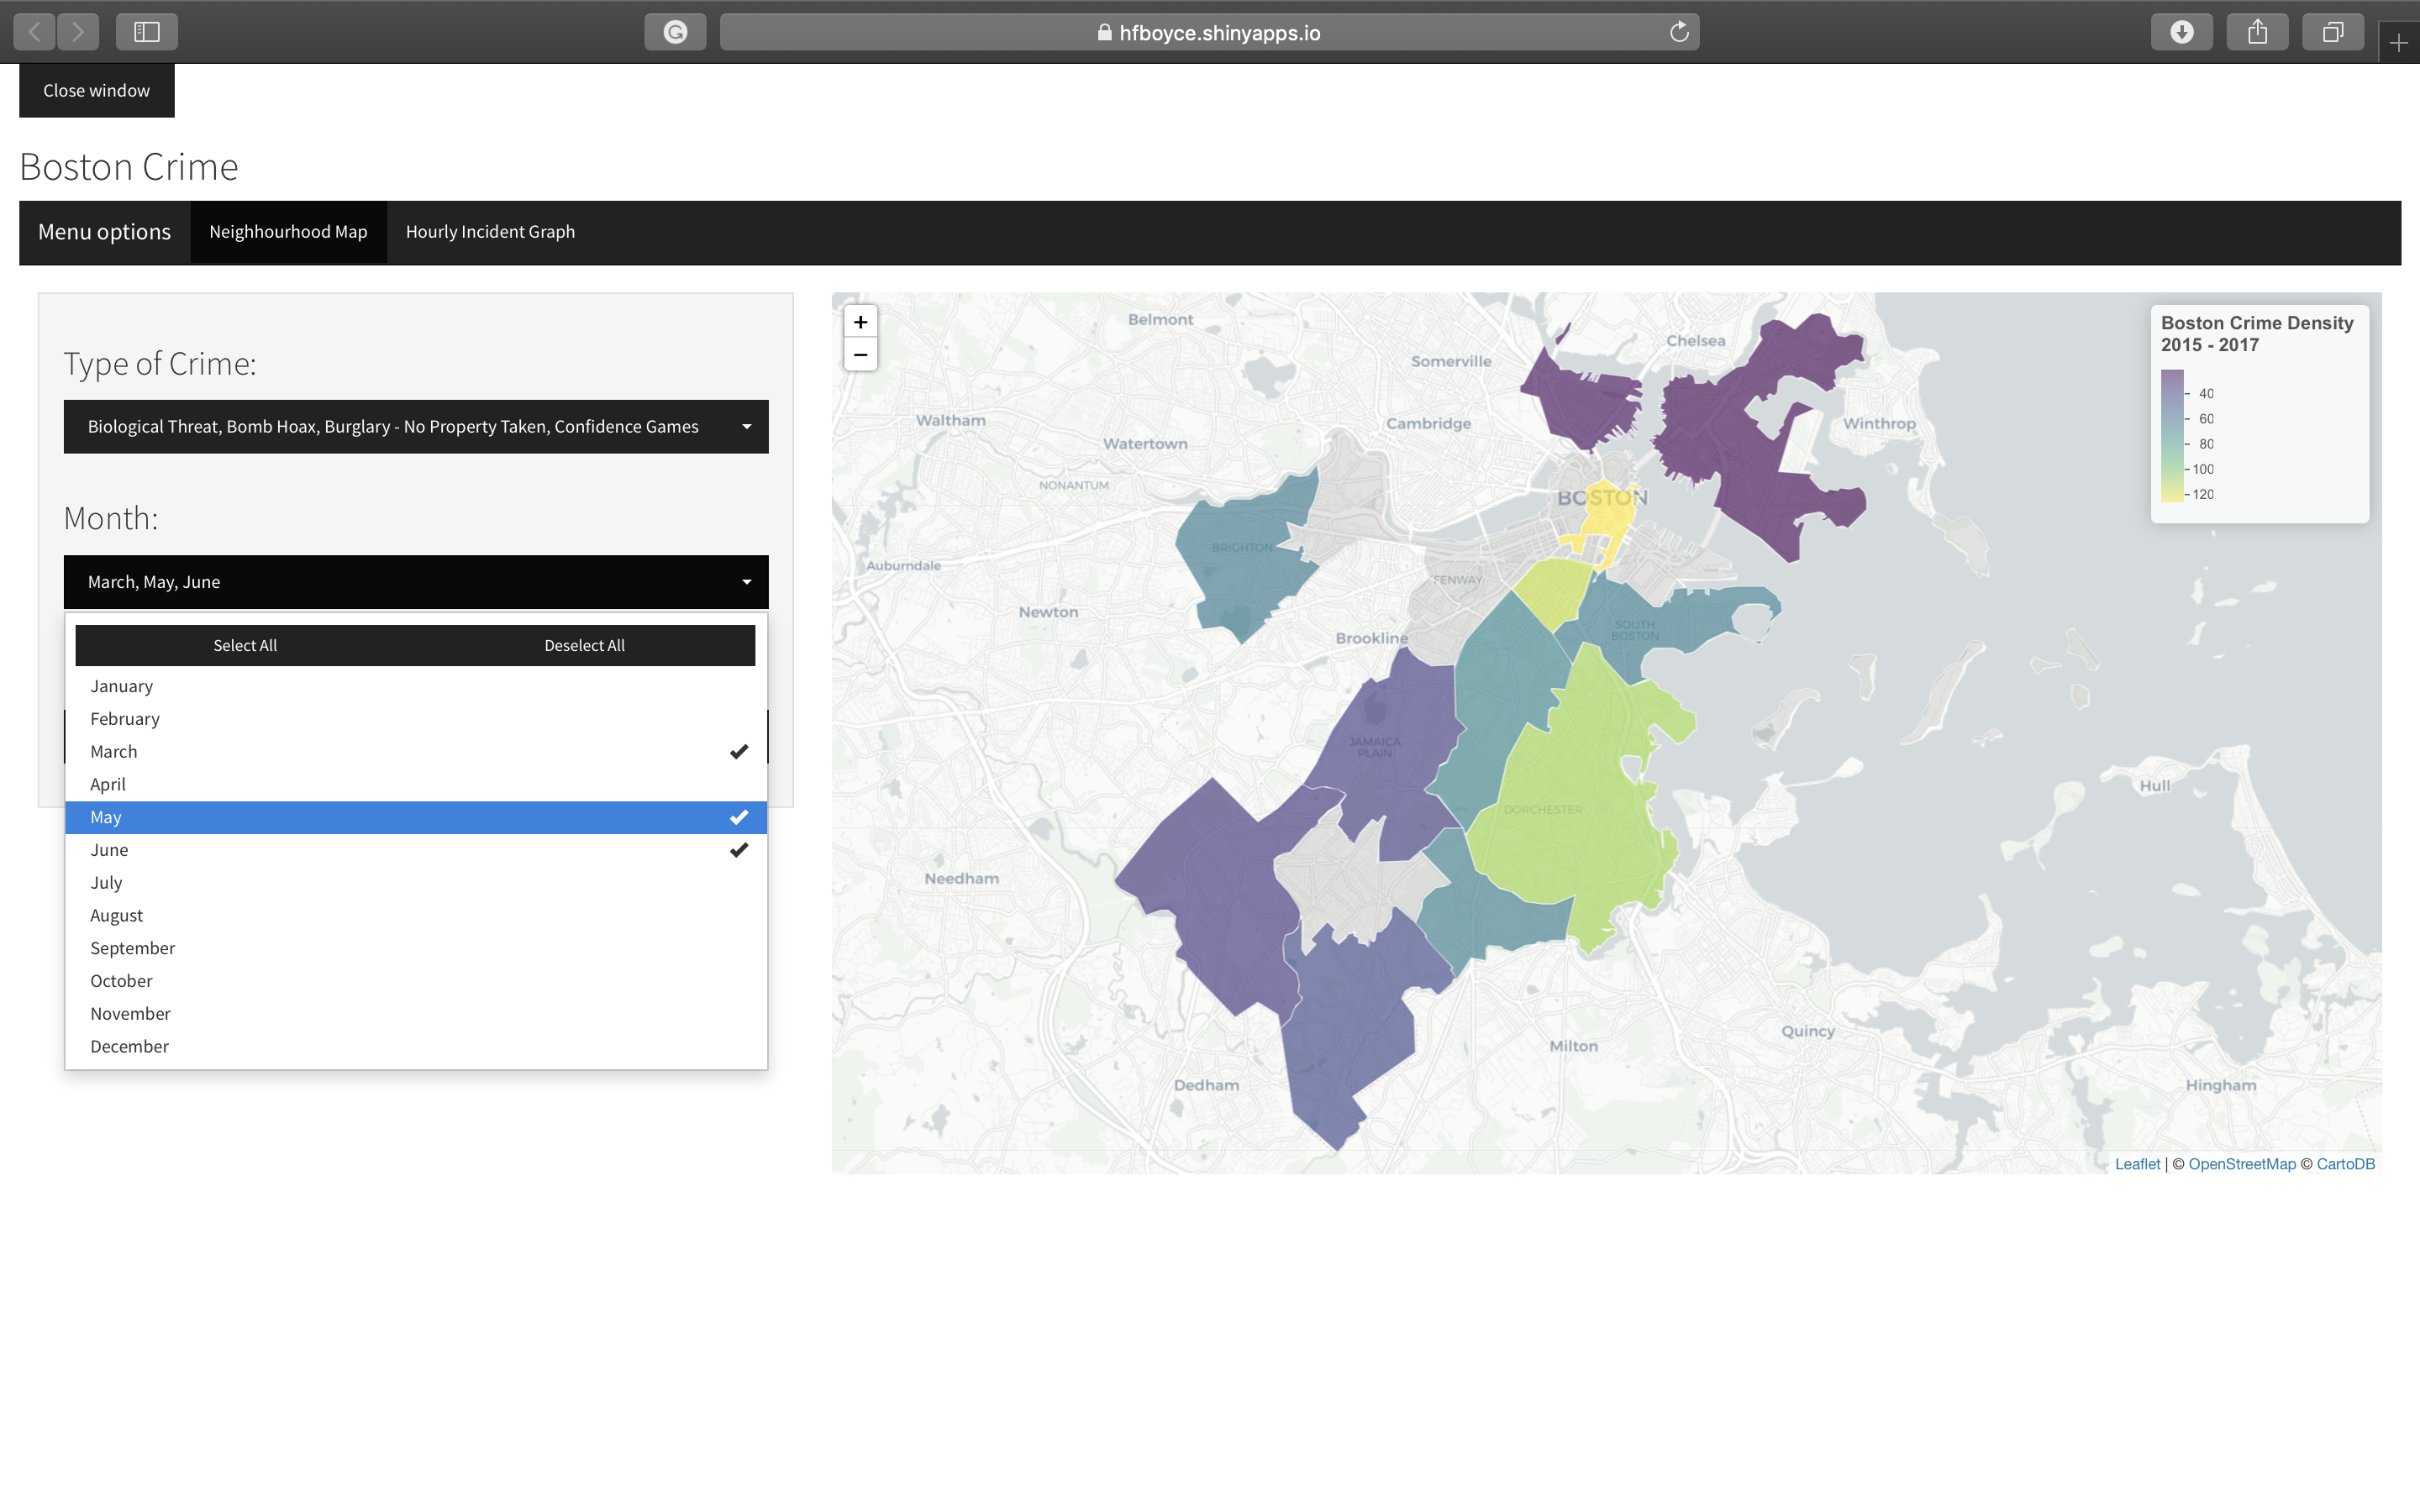 hfboyce.shinyapps.io
Close window
Boston Crime
Menu options
Neighhourhood Map
Hourly Incident Graph
Type of Crime:
Biological Threat, Bomb Hoax, Burglary - No Property Taken, Confidence Games
Month:
March, May, June
Select All
Deselect All
January
February
March
April
May
June
July
August
September
October
November
December
+
−
Belmont
Somerville
Chelsea
Waltham
Cambridge
Winthrop
Watertown
NONANTUM
BOSTON
BRIGHTON
Auburndale
FENWAY
Newton
Brookline
SOUTH
BOSTON
JAMAICA
PLAIN
Hull
DORCHESTER
Needham
Quincy
Milton
Dedham
Hingham
Boston Crime Density
2015 - 2017
40
60
80
100
120
Leaflet | © OpenStreetMap © CartoDB